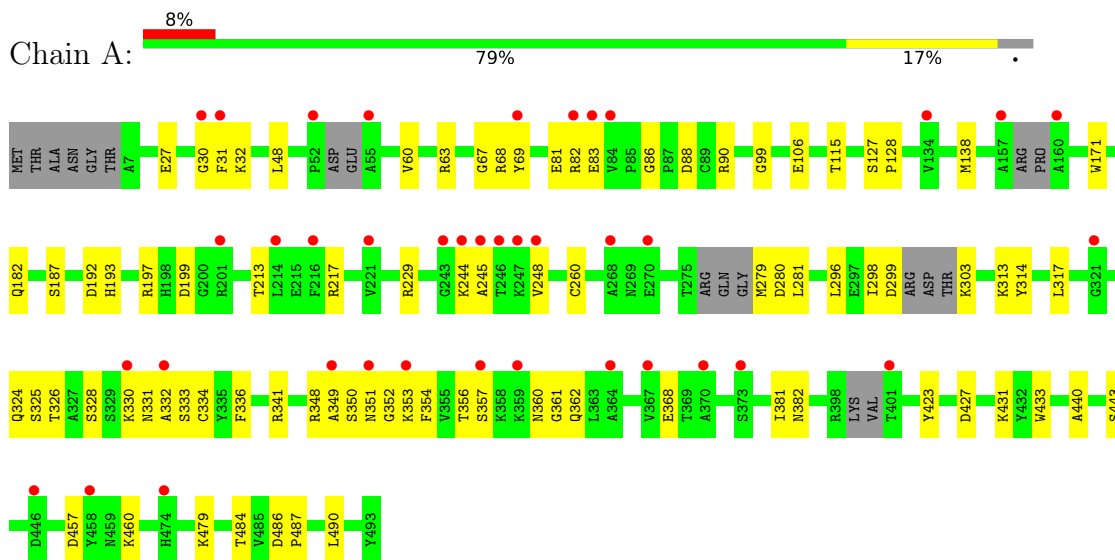 8%
Chain A:
79% 17% •
MET THR ALA ASN GLY THR A7 E27 G30 F31 K32 L48 P52 ASP GLU A55 V60 R63 G67 R68 Y69 E81 R82 E83 V84 P85 G86 P87 D88 C89 R90 G99 E106 T115 S127 P128 V134 M138 A157 ARG PRO A160 W171
Q182 S187 D192 H193 R197 H198 D199 G200 R201 T213 L214 E215 F216 R217 V221 R229 G243 K244 A245 T246 K247 V248 C260 A268 N269 E270 T275 ARG GLN GLY M279 D280 L281 L296 E297 I298 D299 ARG ASP THR K303 K313 Y314 L317 G321
Q324 S325 T326 A327 S328 S329 K330 N331 A332 S333 C334 Y335 F336 R341 R348 A349 S350 N351 G352 K353 F354 V355 T356 S357 K358 K359 N360 G361 Q362 L363 A364 V367 E368 T369 A370 S373 I381 N382 R398 LYS VAL T401 Y423 D427 K431 Y432 W433 A440 S443
D446 D457 Y458 N459 K460 H474 K479 T484 V485 D486 P487 L490 Y493